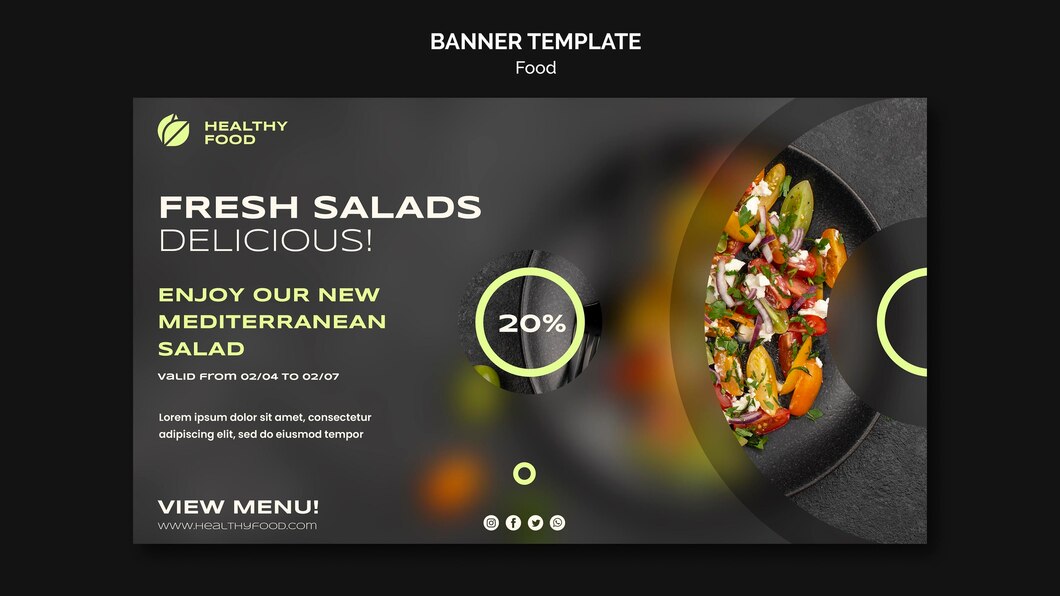 BANNER TEMPLATE
Food
HEALTHY
FOOD
FRESH SALADS
DELICIOUS!
ENJOY OUR NEW
MEDITERRANEAN
SALAD
VALID FROM 02/04 TO 02/07
20%
Lorem ipsum dolor sit amet, consectetur
adipiscing elit, sed do eiusmod tempor
VIEW MENU!
WWW.HEALTHYFOOD.COM